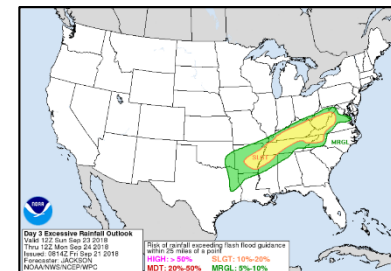 MRGL
SLGT
noaa
Day 3 Excessive Rainfall Outlook
Valid 12Z Sun Sep 23 2018
Thru 12Z Mon Sep 24 2018
Issued: 0814Z Fri Sep 21 2018
Forecaster: JACKSON
NOAA/NWS/NCEP/WPC
Risk of rainfall exceeding flash flood guidance
within 25 miles of a point
HIGH: > 50% SLGT: 10%-20%
MDT: 20%-50% MRGL: 5%-10%